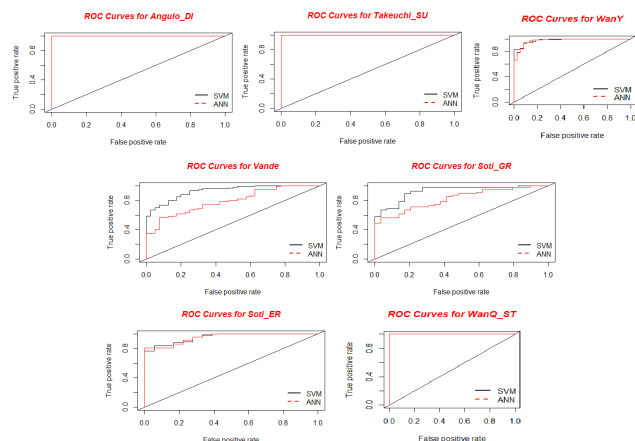 ROC Curves for Angulo_DI
True positive rate
0.0 0.4 0.8
SVM
ANN
0.0 0.2 0.4 0.6 0.8 1.0
False positive rate
ROC Curves for Takeuchi_SU
True positive rate
0.0 0.4 0.8
SVM
ANN
0.0 0.2 0.4 0.6 0.8 1.0
False positive rate
ROC Curves for WanY
True positive rate
0.0 0.4 0.8
SVM
ANN
0.0 0.2 0.4 0.6 0.8 1.0
False positive rate
ROC Curves for Vande
True positive rate
0.0 0.4 0.8
SVM
ANN
0.0 0.2 0.4 0.6 0.8 1.0
False positive rate
ROC Curves for Soti_GR
True positive rate
0.0 0.4 0.8
SVM
ANN
0.0 0.2 0.4 0.6 0.8 1.0
False positive rate
ROC Curves for Soti_ER
True positive rate
0.0 0.4 0.8
SVM
ANN
0.0 0.2 0.4 0.6 0.8 1.0
False positive rate
ROC Curves for WanQ_ST
True positive rate
0.0 0.4 0.8
SVM
ANN
0.0 0.2 0.4 0.6 0.8 1.0
False positive rate